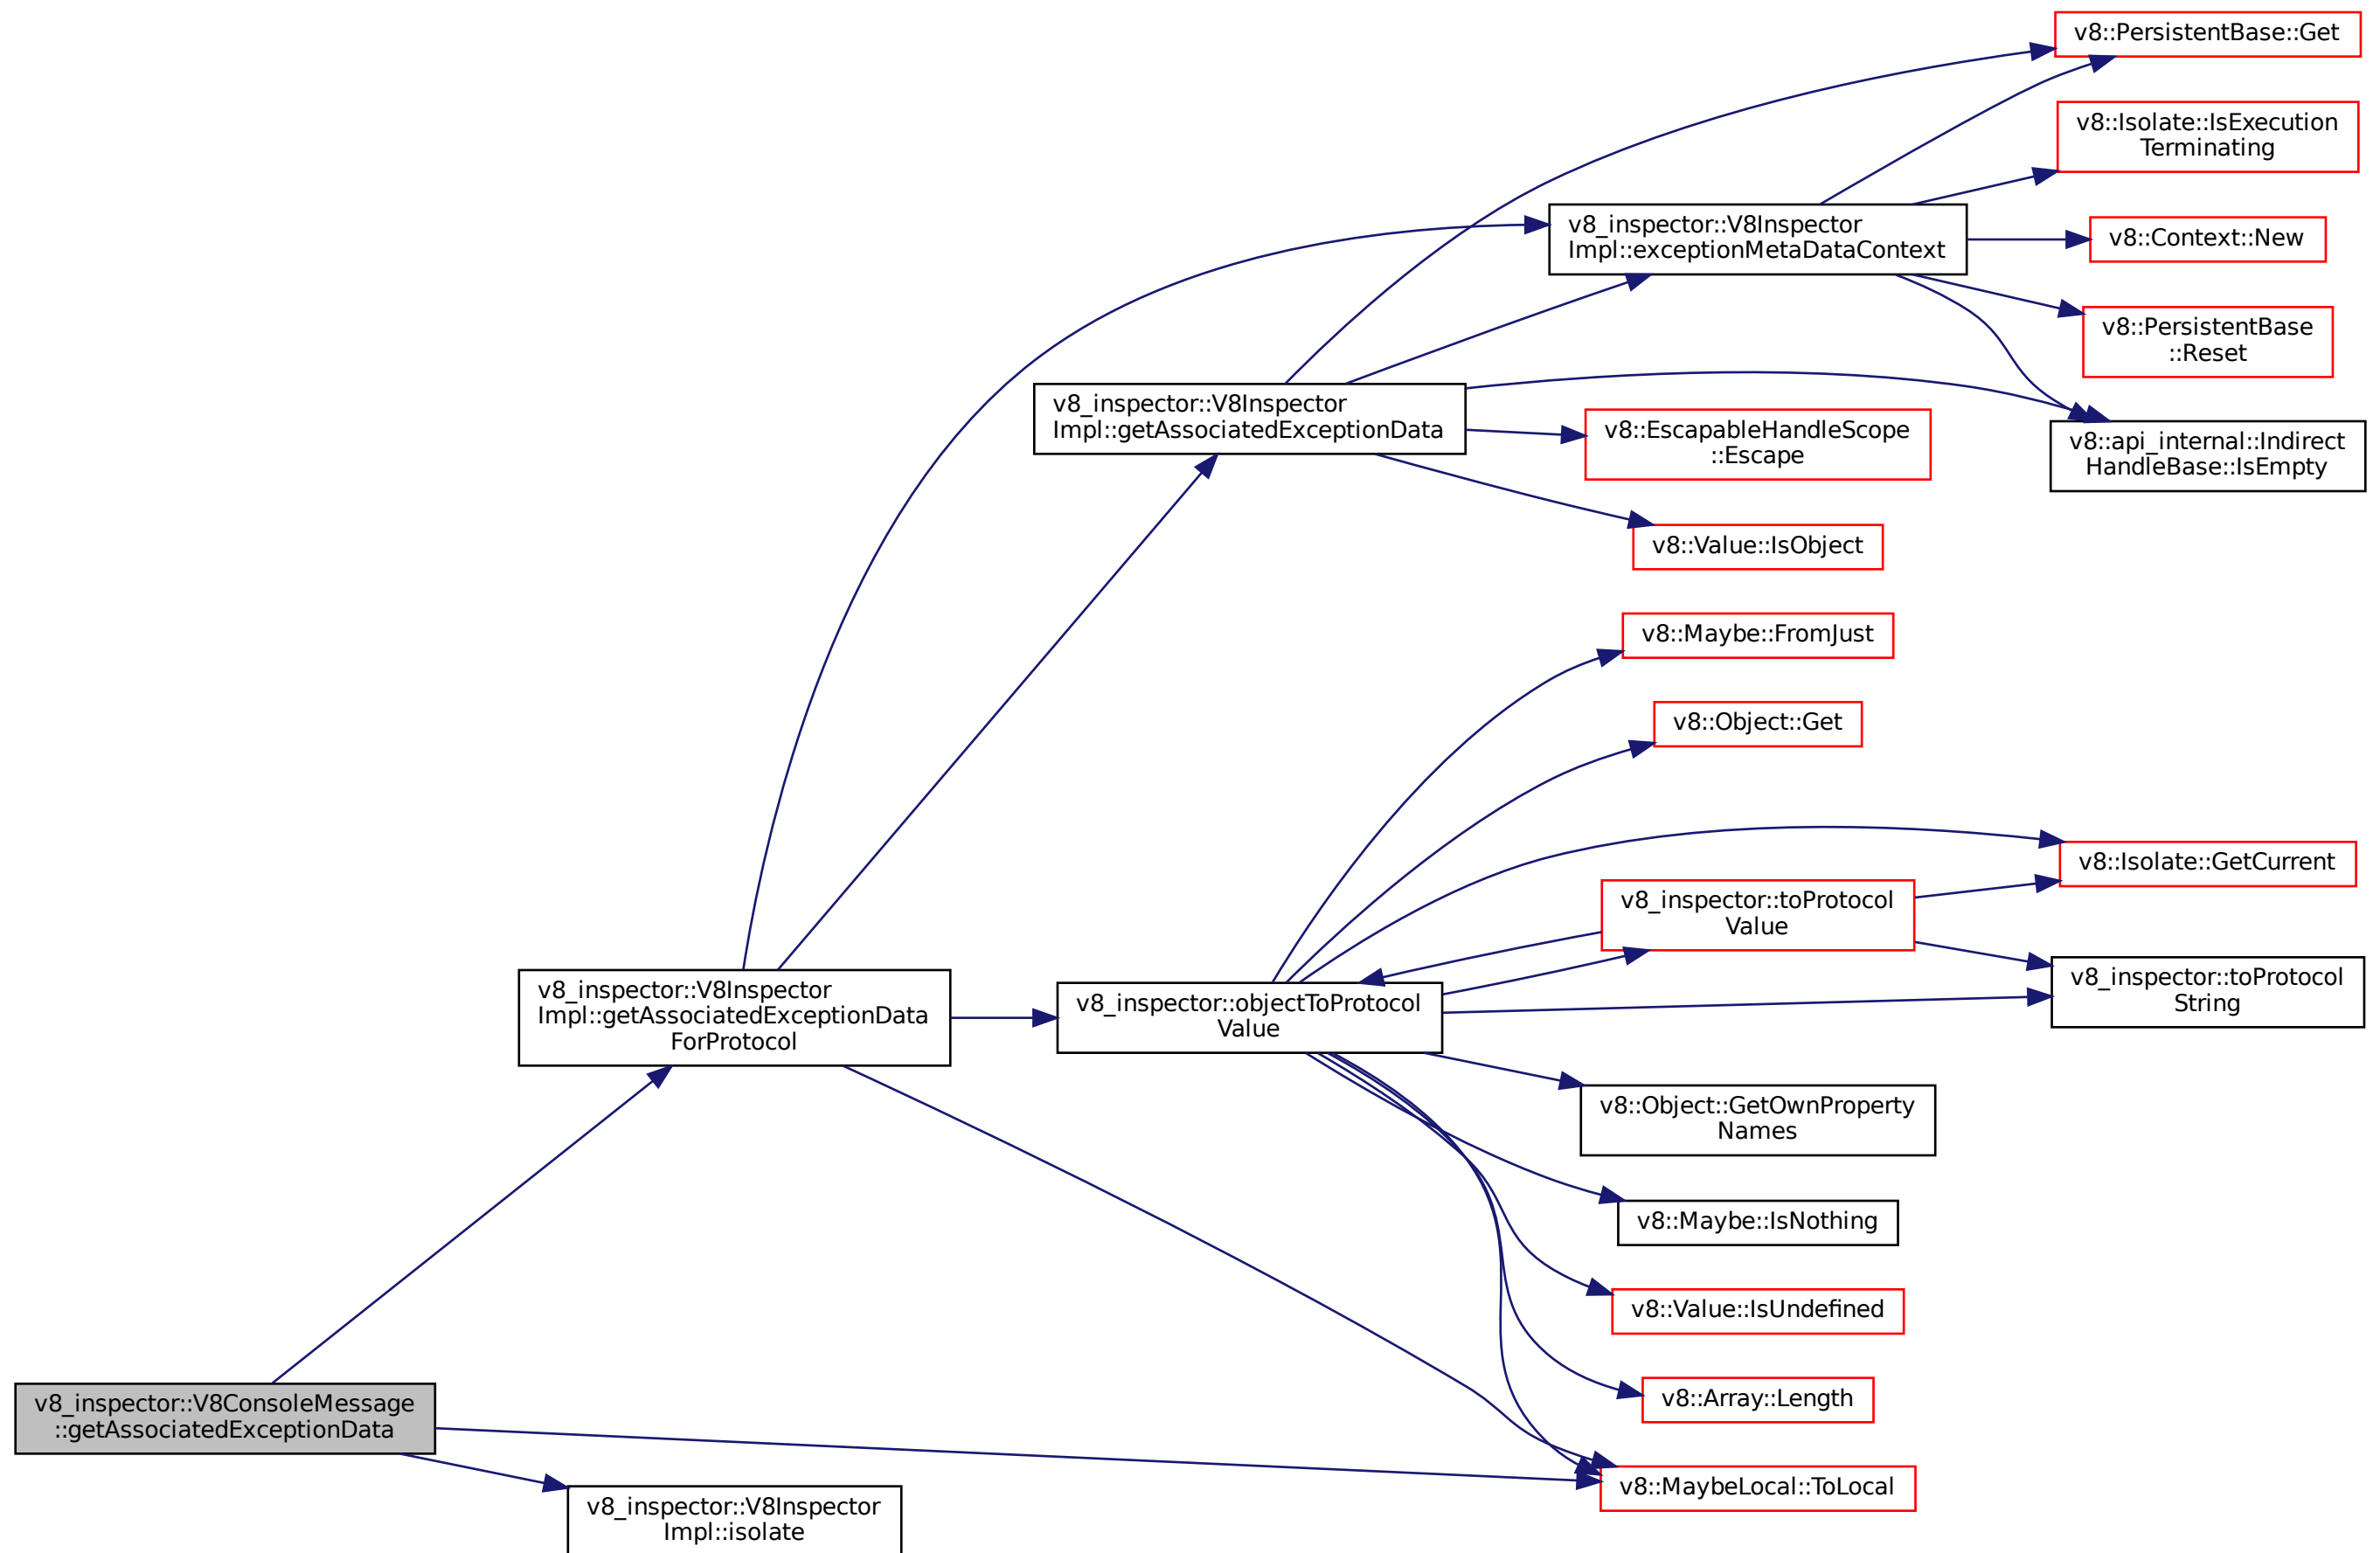 v8::PersistentBase::Get
v8::Isolate::IsExecution
Terminating
v8_inspector::V8Inspector
Impl::exceptionMetaDataContext
v8::Context::New
v8::PersistentBase
::Reset
v8_inspector::V8Inspector
Impl::getAssociatedExceptionData
v8::EscapableHandleScope
::Escape
v8::api_internal::Indirect
HandleBase::IsEmpty
v8::Value::IsObject
v8::Maybe::FromJust
v8::Object::Get
v8::Isolate::GetCurrent
v8_inspector::toProtocol
Value
v8_inspector::V8Inspector
Impl::getAssociatedExceptionData
ForProtocol
v8_inspector::objectToProtocol
Value
v8_inspector::toProtocol
String
v8::Object::GetOwnProperty
Names
v8::Maybe::IsNothing
v8::Value::IsUndefined
v8::Array::Length
v8_inspector::V8ConsoleMessage
::getAssociatedExceptionData
v8::MaybeLocal::ToLocal
v8_inspector::V8Inspector
Impl::isolate